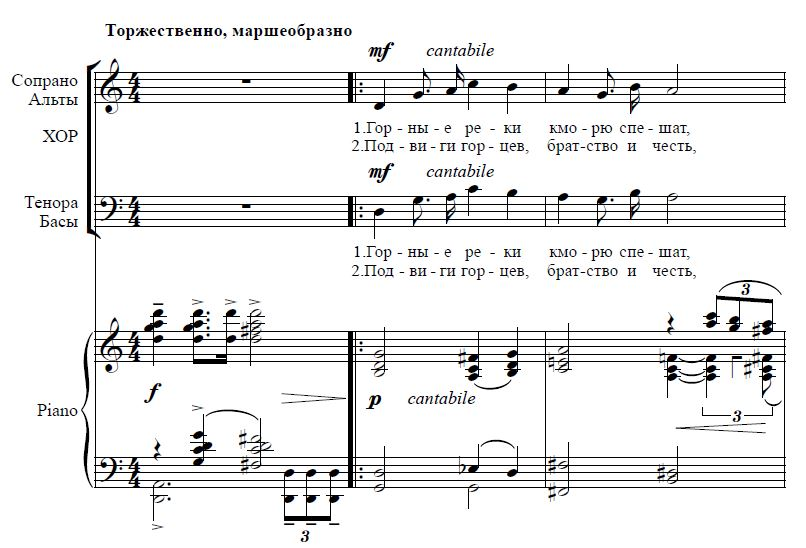 Торжественно, маршеобразно
mf cantabile
Сопрано
Альты
ХОР
1.Гор - ны - е ре - ки кмо - рю спе - шат,
2.Под - ви - ги гор - цев, брат - ство и честь,
mf cantabile
Тенора
Басы
1.Гор - ны - е ре - ки кмо - рю спе - шат,
2.Под - ви - ги гор - цев, брат - ство и честь,
3
f
p cantabile
Piano
3
3